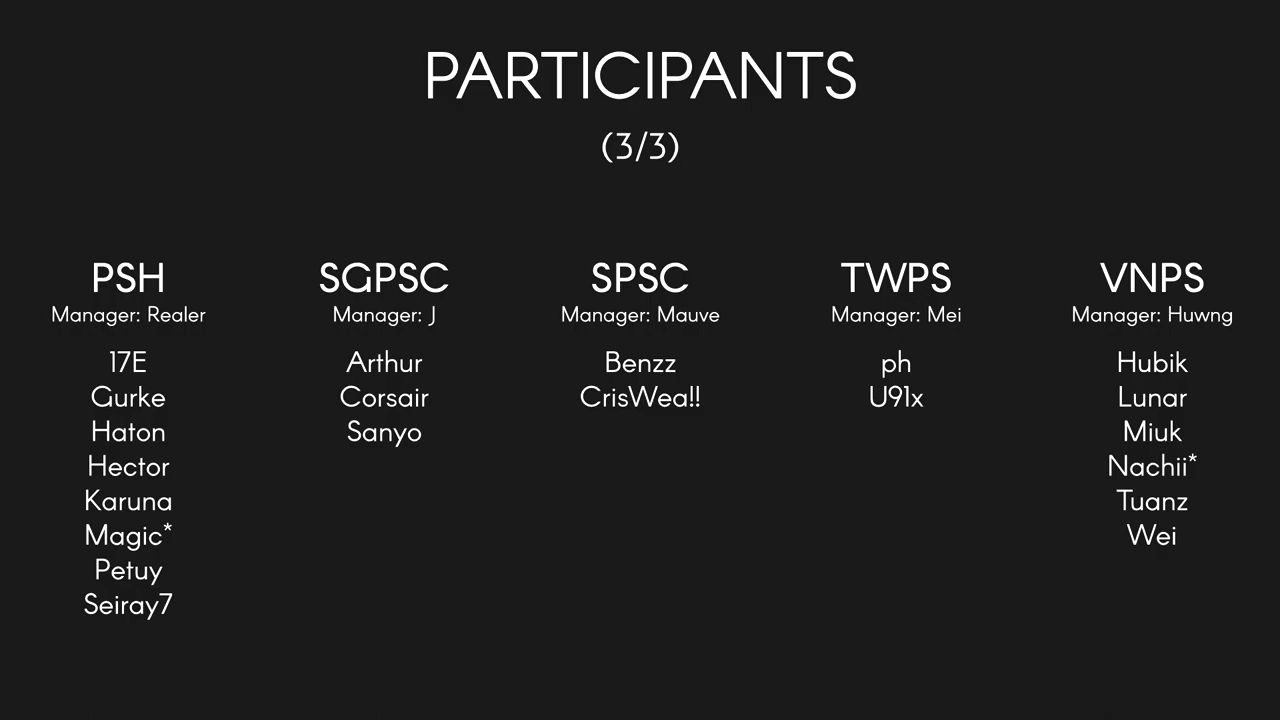 PARTICIPANTS
(3/3)
PSH
Manager: Realer
17E
Gurke
Haton
Hector
Karuna
Magic*
Petuy
Seiray7
SGPSC
Manager: J
Arthur
Corsair
Sanyo
SPSC
Manager: Mauve
Benzz
CrisWea!!
TWPS
Manager: Mei
ph
U91x
VNPS
Manager: Huwng
Hubik
Lunar
Miuk
Nachii*
Tuanz
Wei